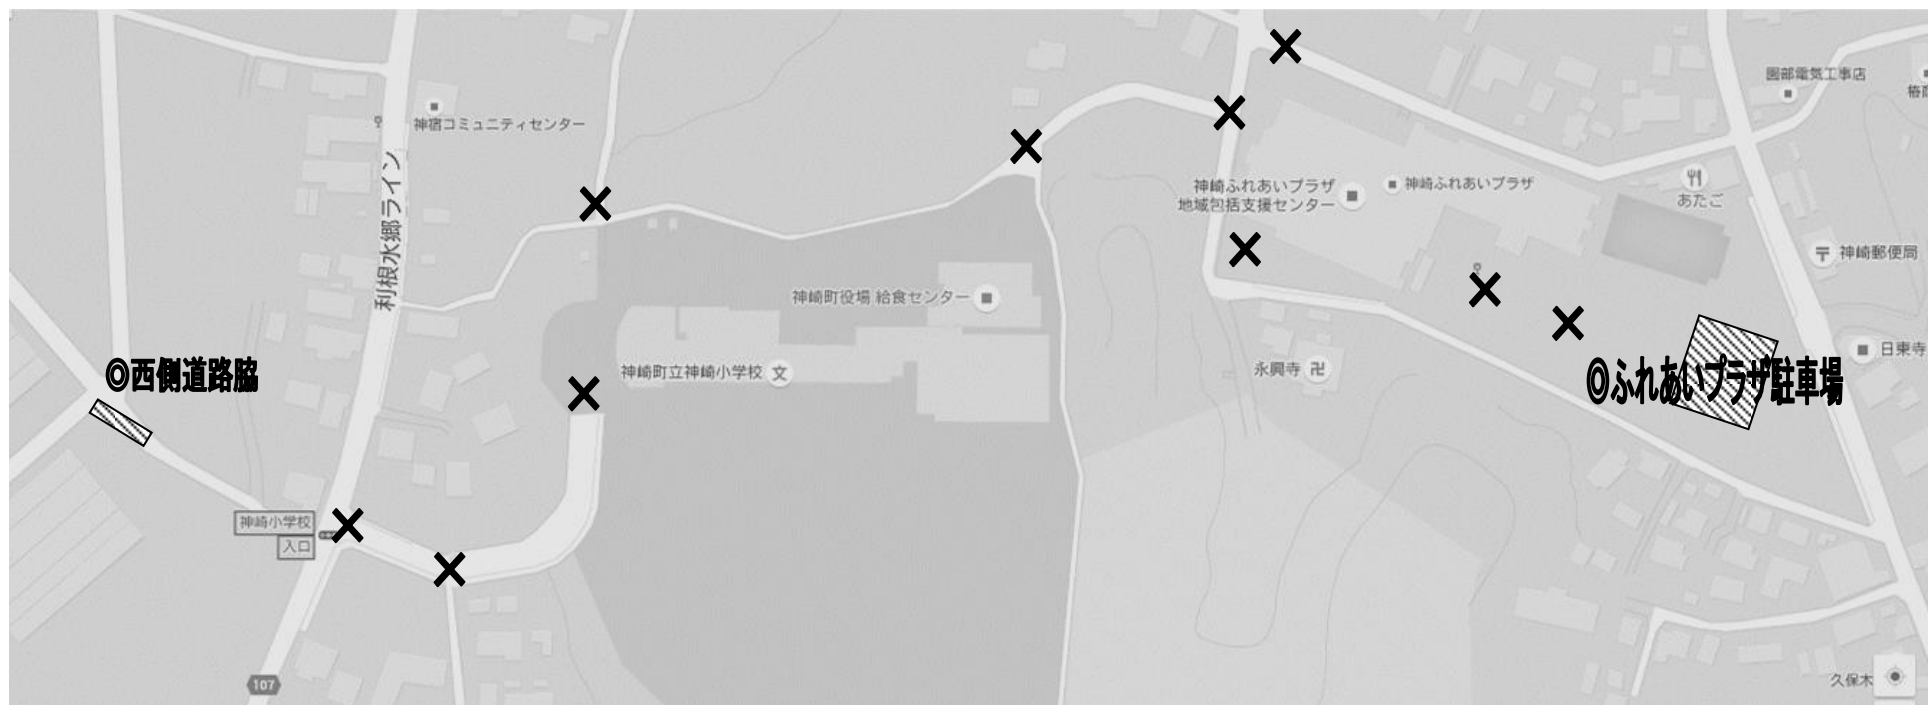 園部電気工事店
神宿コミュニティセンター
利根水郷ライン
神崎ふれあいプラザ
地域包括支援センター
神崎ふれあいプラザ
あたご
〒
神崎郵便局
神崎町役場 給食センター
神崎町立神崎小学校
文
永興寺
卍
日東寺
◎西側道路脇
◎ふれあいプラザ駐車場
神崎小学校
入口
107
久保木